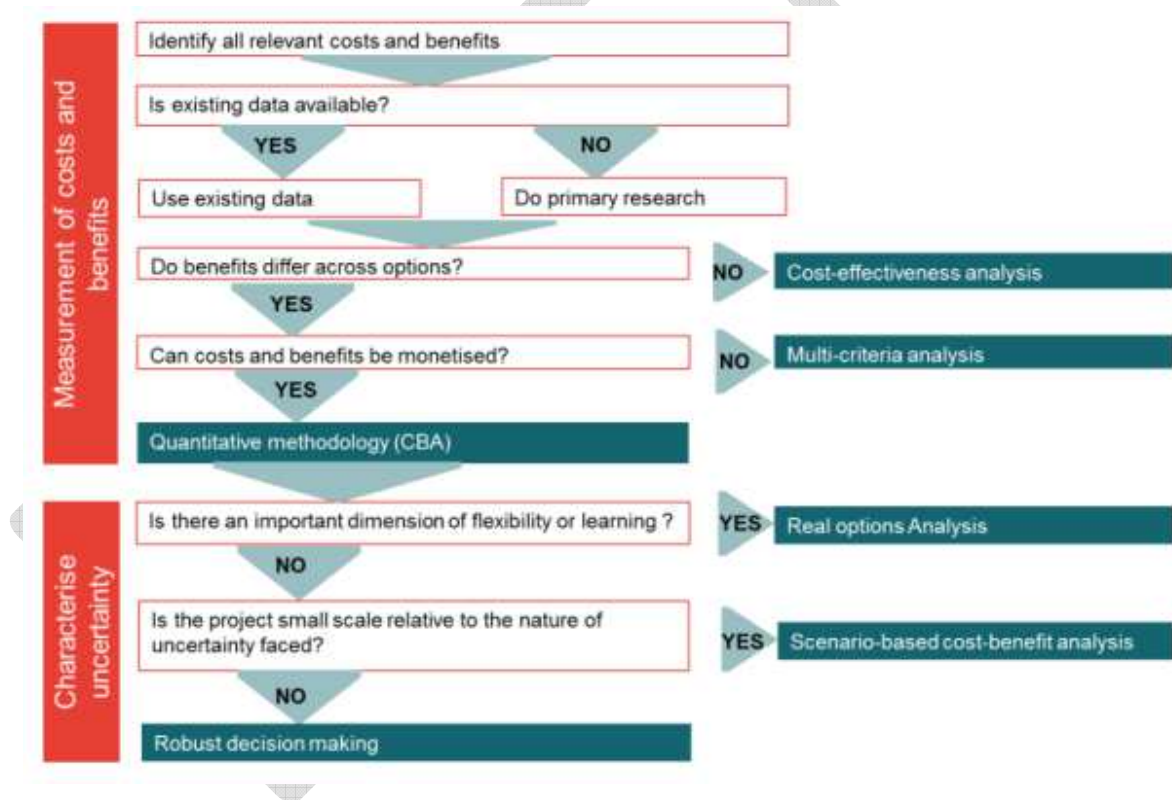 Measurement of costs and
benefits
Identify all relevant costs and benefits
Is existing data available?
YES
NO
Use existing data
Do primary research
Do benefits differ across options?
NO
Cost-effectiveness analysis
YES
Can costs and benefits be monetised?
NO
Multi-criteria analysis
YES
Quantitative methodology (CBA)
Characterise
uncertainty
Is there an important dimension of flexibility or learning ?
YES
Real options Analysis
NO
Is the project small scale relative to the nature of
uncertainty faced?
YES
Scenario-based cost-benefit analysis
NO
Robust decision making